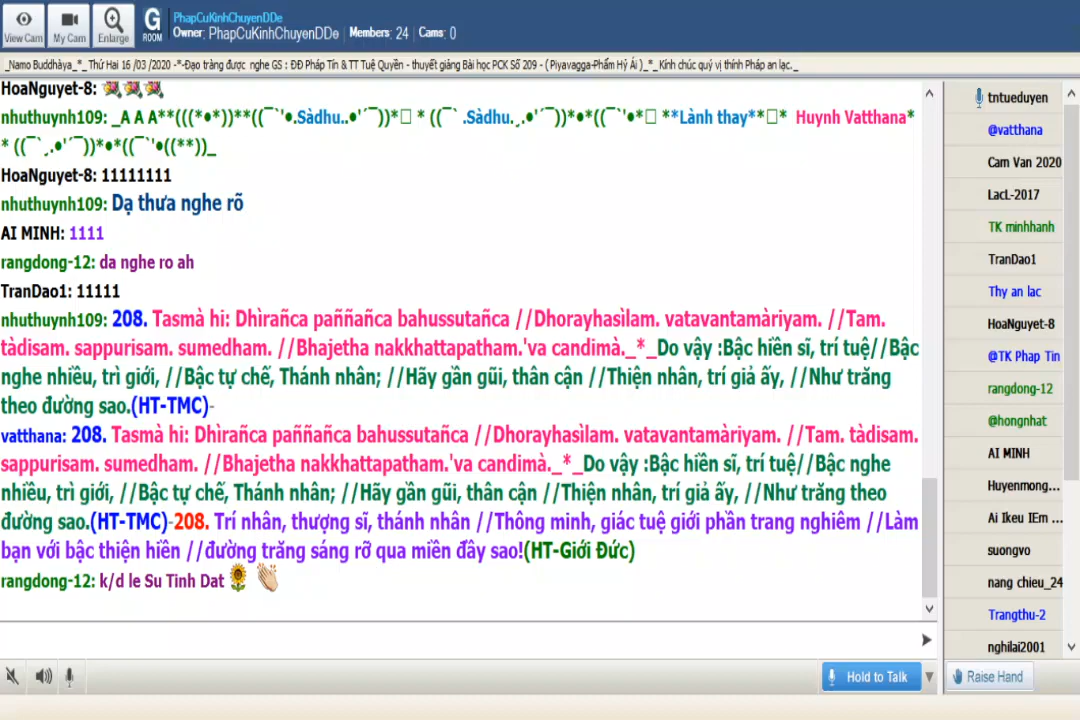 View Cam
My Cam
Enlarge
G ROOM
PhapCuKinhChuyenDDe
Owner: PhapCuKinhChuyenDDe | Members: 24 | Cams: 0
_Namo Buddhàya_*_ Thứ Hai 16 /03 /2020 -*-Đạo tràng được nghe GS : ĐĐ Pháp Tín & TT Tuệ Quyền - thuyết giảng Bài học PCK Số 209 - ( Piyavagga-Phẩm Hỷ Ái )_*_ Kính chúc quý vị thính Pháp an lạc._
HoaNguyet-8:
nhuthuynh109: _A A A**(((*•*))**((¯`'•.Sàdhu..•'´¯))*□ * ((¯` .Sàdhu.¸.•'´¯))*•*((¯`'•*□ **Lành thay**□* Huynh Vatthana*
* ((¯`¸.•'´¯))*•*((¯`'•((**))_
HoaNguyet-8: 11111111
nhuthuynh109: Dạ thưa nghe rõ
AI MINH: 1111
rangdong-12: da nghe ro ah
TranDao1: 11111
nhuthuynh109: 208. Tasmà hi: Dhìrañca paññañca bahussutañca //Dhorayhasìlam. vatavantamàriyam. //Tam.
tàdisam. sappurisam. sumedham. //Bhajetha nakkhattapatham.'va candimà._*_Do vậy :Bậc hiền sĩ, trí tuệ//Bậc
nghe nhiều, trì giới, //Bậc tự chế, Thánh nhân; //Hãy gần gũi, thân cận //Thiện nhân, trí giả ấy, //Như trăng
theo đường sao.(HT-TMC)-
vatthana: 208. Tasmà hi: Dhìrañca paññañca bahussutañca //Dhorayhasìlam. vatavantamàriyam. //Tam. tàdisam.
sappurisam. sumedham. //Bhajetha nakkhattapatham.'va candimà._*_Do vậy :Bậc hiền sĩ, trí tuệ//Bậc nghe
nhiều, trì giới, //Bậc tự chế, Thánh nhân; //Hãy gần gũi, thân cận //Thiện nhân, trí giả ấy, //Như trăng theo
đường sao.(HT-TMC)-208. Trí nhân, thượng sĩ, thánh nhân //Thông minh, giác tuệ giới phần trang nghiêm //Làm
bạn với bậc thiện hiền //đường trăng sáng rỡ qua miền đầy sao!(HT-Giới Đức)
rangdong-12: k/d le Su Tinh Dat
Hold to Talk
tntueduyen
@vatthana
Cam Van 2020
LacL-2017
TK minhhanh
TranDao1
Thy an lac
HoaNguyet-8
@TK Phap Tin
rangdong-12
@hongnhat
AI MINH
Huyenmong...
Ai Ikeu IEm ...
suongvo
nang chieu_24
Trangthu-2
nghilai2001
Raise Hand